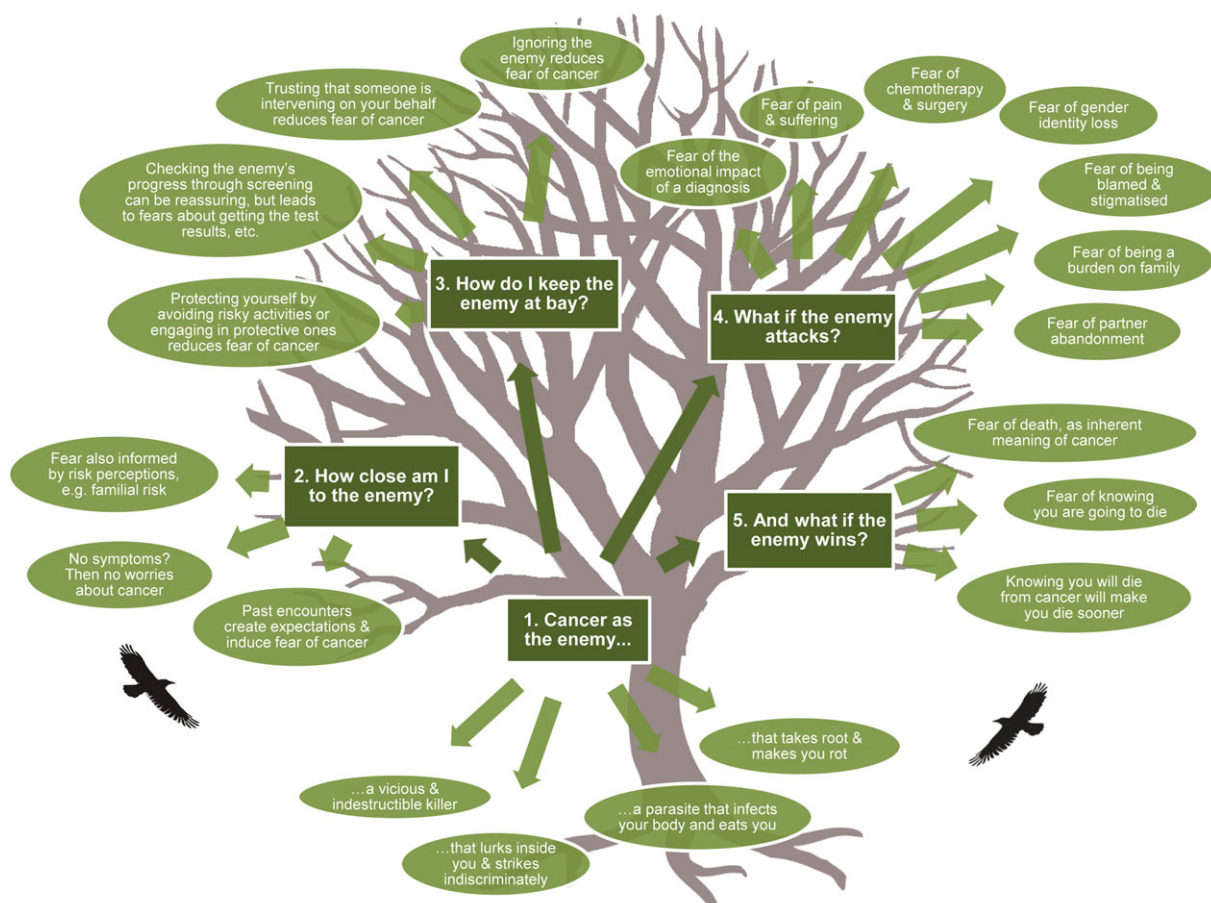 Ignoring the
enemy reduces
fear of cancer
Trusting that someone is
intervening on your behalf
reduces fear of cancer
Checking the enemy's
progress through screening
can be reassuring, but leads
to fears about getting the test
results, etc.
Protecting yourself by
avoiding risky activities or
engaging in protective ones
reduces fear of cancer
3. How do I keep the
enemy at bay?
Fear of the
emotional impact
of a diagnosis
Fear of pain
& suffering
Fear of
chemotherapy
& surgery
Fear of gender
identity loss
Fear of being
blamed &
stigmatised
Fear of being a
burden on family
Fear of partner
abandonment
4. What if the enemy
attacks?
Fear also informed
by risk perceptions,
e.g. familial risk
No symptoms?
Then no worries
about cancer
Past encounters
create expectations &
induce fear of cancer
2. How close am I
to the enemy?
Fear of death, as inherent
meaning of cancer
Fear of knowing
you are going to die
Knowing you will die
from cancer will make
you die sooner
5. And what if the
enemy wins?
1. Cancer as
the enemy...
…a vicious &
indestructible killer
…that lurks inside
you & strikes
indiscriminately
…a parasite that infects
your body and eats you
…that takes root &
makes you rot